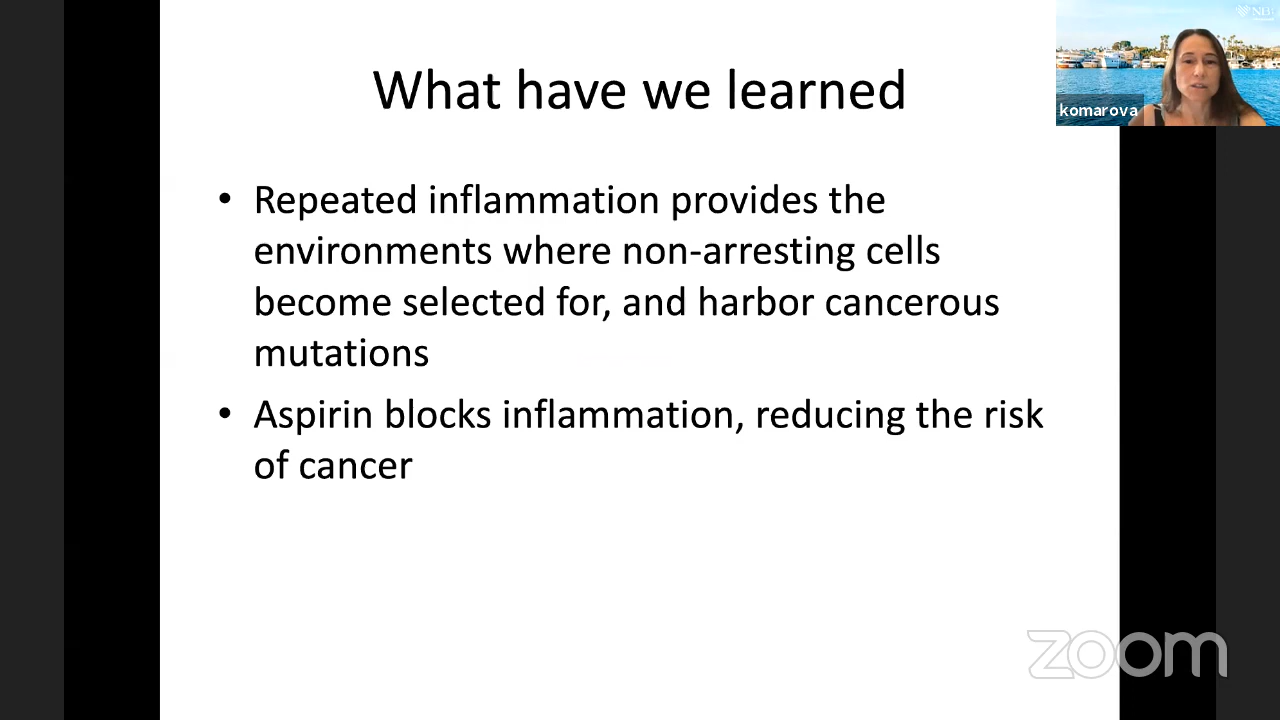 What have we learned
• Repeated inflammation provides the
environments where non-arresting cells
become selected for, and harbor cancerous
mutations
• Aspirin blocks inflammation, reducing the risk
of cancer
komarova
zoom